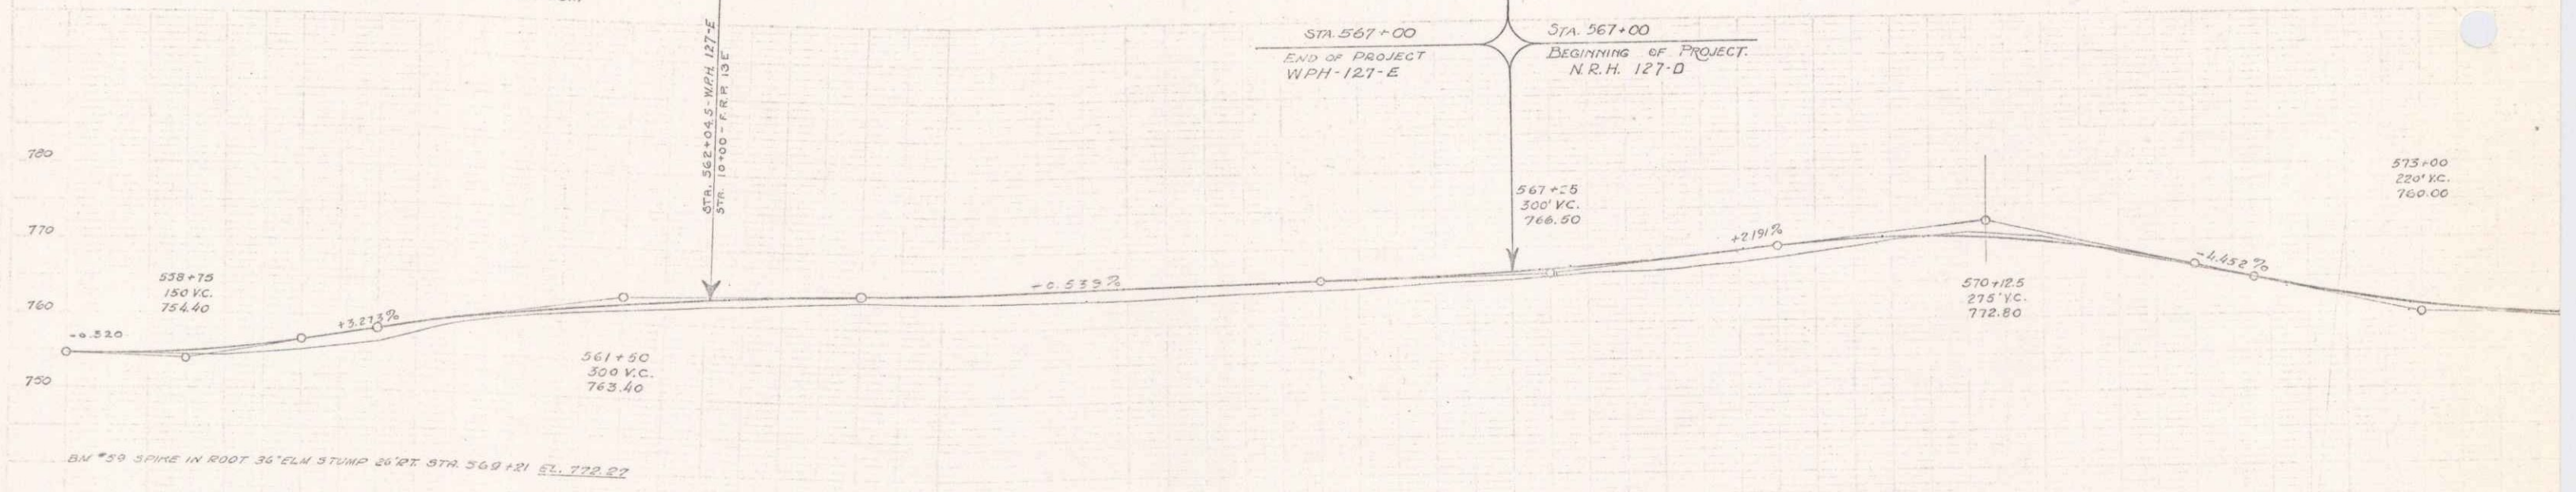 STA. 562+04.5 - W.P.H. 127-E
STA. 10+00 - F.R.P. 13E
STA. 567+00
END OF PROJECT
WPH-127-E
STA. 567+00
BEGINNING OF PROJECT.
N.R.H. 127-D
780
770
760
750
558+75
150 V.C.
754.40
-0.320
+3.273%
561+50
300 V.C.
763.40
-0.539%
300' V.C.
766.50
+2.191%
570+12.5
275' V.C.
772.80
-4.452%
573+00
220' V.C.
760.00
BM #59 SPIKE IN ROOT 36" ELM STUMP 26' RT. STA. 569+21 EL. 772.27